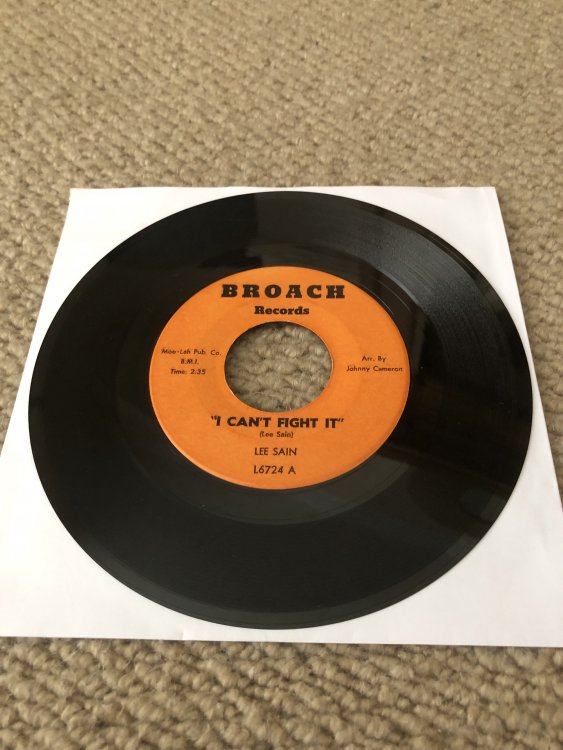 BROACH
Records
Moo-Lah Pub. Co.
B.M.I.
Time: 2:35
Arr. By
Johnny Cameron
"I CAN'T FIGHT IT"
(Lee Sain)
LEE SAIN
L6724 A